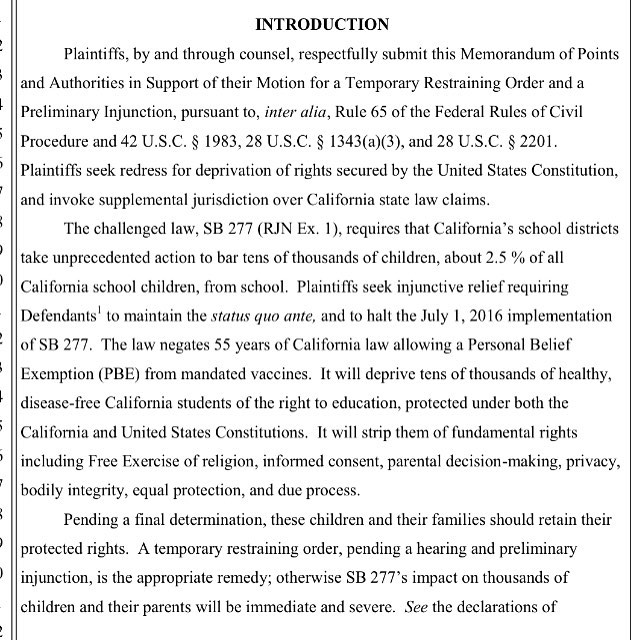 INTRODUCTION
Plaintiffs, by and through counsel, respectfully submit this Memorandum of Points
and Authorities in Support of their Motion for a Temporary Restraining Order and a
Preliminary Injunction, pursuant to, inter alia, Rule 65 of the Federal Rules of Civil
Procedure and 42 U.S.C. § 1983, 28 U.S.C. § 1343(a)(3), and 28 U.S.C. § 2201.
Plaintiffs seek redress for deprivation of rights secured by the United States Constitution,
and invoke supplemental jurisdiction over California state law claims.
The challenged law, SB 277 (RJN Ex. 1), requires that California's school districts
take unprecedented action to bar tens of thousands of children, about 2.5 % of all
California school children, from school. Plaintiffs seek injunctive relief requiring
Defendants1 to maintain the status quo ante, and to halt the July 1, 2016 implementation
of SB 277. The law negates 55 years of California law allowing a Personal Belief
Exemption (PBE) from mandated vaccines. It will deprive tens of thousands of healthy,
disease-free California students of the right to education, protected under both the
California and United States Constitutions. It will strip them of fundamental rights
including Free Exercise of religion, informed consent, parental decision-making, privacy,
bodily integrity, equal protection, and due process.
Pending a final determination, these children and their families should retain their
protected rights. A temporary restraining order, pending a hearing and preliminary
injunction, is the appropriate remedy; otherwise SB 277's impact on thousands of
children and their parents will be immediate and severe. See the declarations of